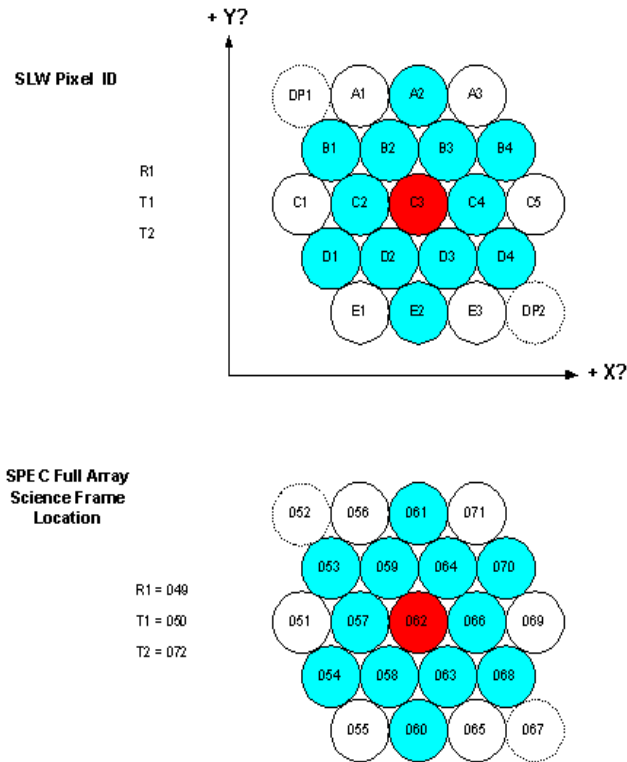 + Y?
SLW Pixel ID
DP1 A1 A2 A3
B1 B2 B3 B4
R1
T1
C1 C2 C3 C4 C5
T2
D1 D2 D3 D4
E1 E2 E3 DP2
+ X?
SPEC Full Array
Science Frame
Location
052 056 061 071
053 059 064 070
R1 = 049
T1 = 050
051 057 062 066 069
T2 = 072
054 058 063 068
055 060 065 067